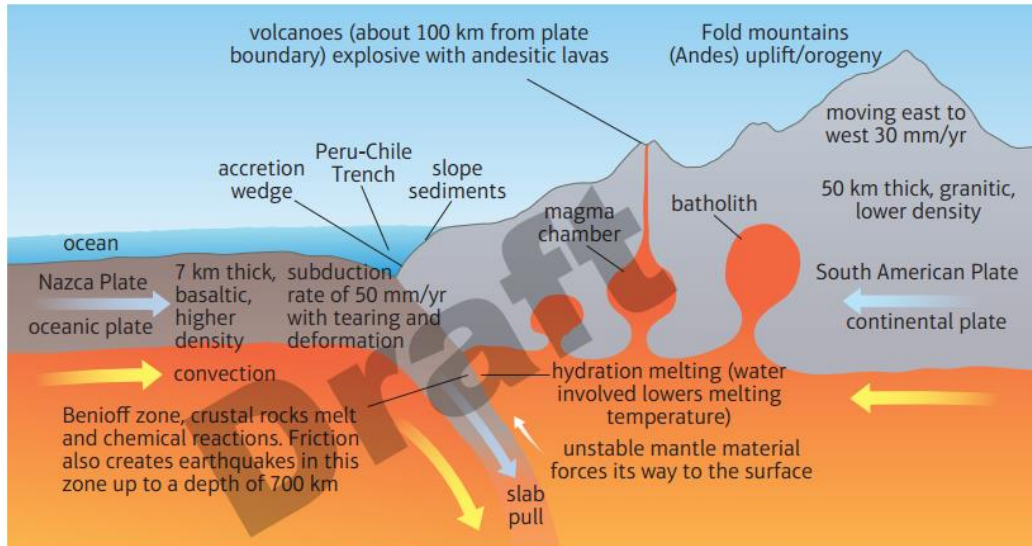 volcanoes (about 100 km from plate
boundary) explosive with andesitic lavas
Fold mountains
(Andes) uplift/orogeny
moving east to
west 30 mm/yr
Peru-Chile
Trench
accretion
wedge
slope
sediments
50 km thick, granitic,
lower density
magma
chamber
batholith
ocean
Nazca Plate
oceanic plate
7 km thick,
basaltic,
higher
density
subduction
rate of 50 mm/yr
with tearing and
deformation
South American Plate
continental plate
convection
hydration melting (water
involved lowers melting
temperature)
Benioff zone, crustal rocks melt
and chemical reactions. Friction
also creates earthquakes in this
zone up to a depth of 700 km
unstable mantle material
forces its way to the surface
slab
pull
Draft